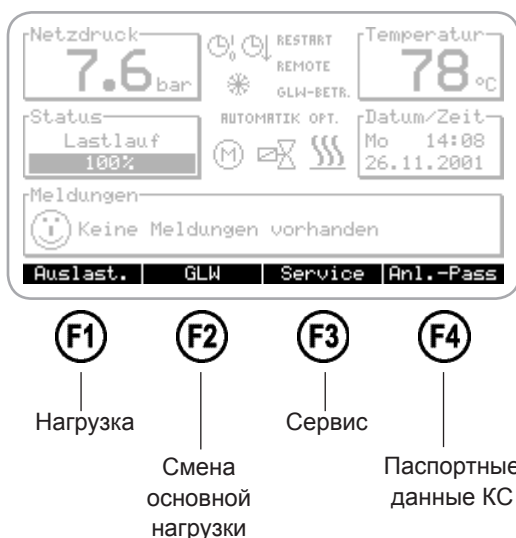 Netzdruck
7.6 bar
RESTART
REMOTE
GLW-BETR.
Temperatur
78 °C
Status
Lastlauf
100%
AUTOMATIK OPT.
M
Datum/Zeit
Mo 14:08
26.11.2001
Meldungen
i Keine Meldungen vorhanden
Auslast. | GLW | Service | Anl.-Pass
F1 F2 F3 F4
Нагрузка
Сервис
Смена
основной
нагрузки
Паспортные
данные КС